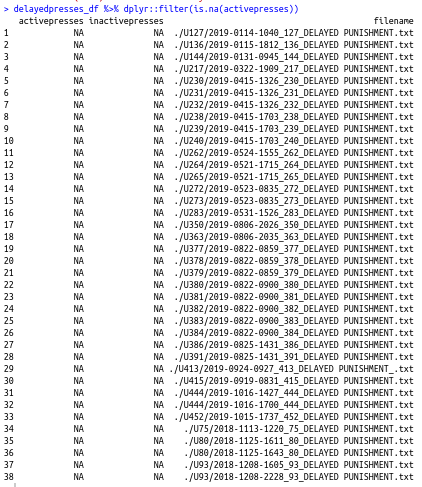 > delayedpresses_df %>% dplyr::filter(is.na(activepresses))
activepresses inactivepresses filename
1 NA NA ./U127/2019-0114-1040_127_DELAYED PUNISHMENT.txt
2 NA NA ./U136/2019-0115-1812_136_DELAYED PUNISHMENT.txt
3 NA NA ./U144/2019-0131-0945_144_DELAYED PUNISHMENT.txt
4 NA NA ./U217/2019-0322-1909_217_DELAYED PUNISHMENT.txt
5 NA NA ./U230/2019-0415-1326_230_DELAYED PUNISHMENT.txt
6 NA NA ./U231/2019-0415-1326_231_DELAYED PUNISHMENT.txt
7 NA NA ./U232/2019-0415-1326_232_DELAYED PUNISHMENT.txt
8 NA NA ./U238/2019-0415-1703_238_DELAYED PUNISHMENT.txt
9 NA NA ./U239/2019-0415-1703_239_DELAYED PUNISHMENT.txt
10 NA NA ./U240/2019-0415-1703_240_DELAYED PUNISHMENT.txt
11 NA NA ./U262/2019-0524-1555_262_DELAYED PUNISHMENT.txt
12 NA NA ./U264/2019-0521-1715_264_DELAYED PUNISHMENT.txt
13 NA NA ./U265/2019-0521-1715_265_DELAYED PUNISHMENT.txt
14 NA NA ./U272/2019-0523-0835_272_DELAYED PUNISHMENT.txt
15 NA NA ./U273/2019-0523-0835_273_DELAYED PUNISHMENT.txt
16 NA NA ./U283/2019-0531-1526_283_DELAYED PUNISHMENT.txt
17 NA NA ./U350/2019-0806-2026_350_DELAYED PUNISHMENT.txt
18 NA NA ./U363/2019-0806-2035_363_DELAYED PUNISHMENT.txt
19 NA NA ./U377/2019-0822-0859_377_DELAYED PUNISHMENT.txt
20 NA NA ./U378/2019-0822-0859_378_DELAYED PUNISHMENT.txt
21 NA NA ./U379/2019-0822-0859_379_DELAYED PUNISHMENT.txt
22 NA NA ./U380/2019-0822-0900_380_DELAYED PUNISHMENT.txt
23 NA NA ./U381/2019-0822-0900_381_DELAYED PUNISHMENT.txt
24 NA NA ./U382/2019-0822-0900_382_DELAYED PUNISHMENT.txt
25 NA NA ./U383/2019-0822-0900_383_DELAYED PUNISHMENT.txt
26 NA NA ./U384/2019-0822-0900_384_DELAYED PUNISHMENT.txt
27 NA NA ./U386/2019-0825-1431_386_DELAYED PUNISHMENT.txt
28 NA NA ./U391/2019-0825-1431_391_DELAYED PUNISHMENT.txt
29 NA NA ./U413/2019-0924-0927_413_DELAYED PUNISHMENT_.txt
30 NA NA ./U415/2019-0919-0831_415_DELAYED PUNISHMENT.txt
31 NA NA ./U444/2019-1016-1427_444_DELAYED PUNISHMENT.txt
32 NA NA ./U444/2019-1016-1700_444_DELAYED PUNISHMENT.txt
33 NA NA ./U452/2019-1015-1737_452_DELAYED PUNISHMENT.txt
34 NA NA ./U75/2018-1113-1220_75_DELAYED PUNISHMENT.txt
35 NA NA ./U80/2018-1125-1611_80_DELAYED PUNISHMENT.txt
36 NA NA ./U80/2018-1125-1643_80_DELAYED PUNISHMENT.txt
37 NA NA ./U93/2018-1208-1605_93_DELAYED PUNISHMENT.txt
38 NA NA ./U93/2018-1208-2228_93_DELAYED PUNISHMENT.txt